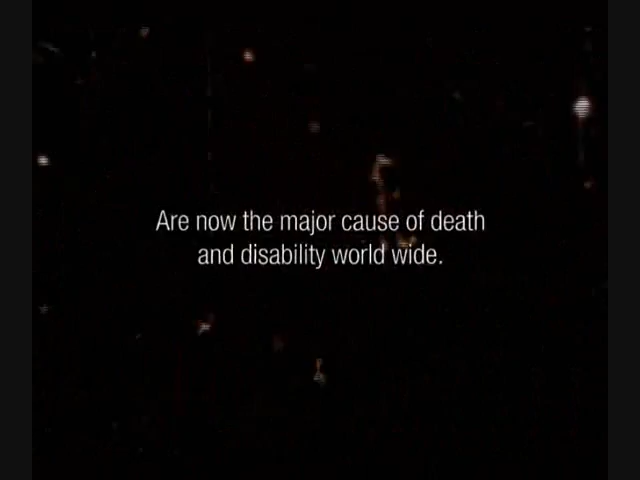 Are now the major cause of death
and disability world wide.